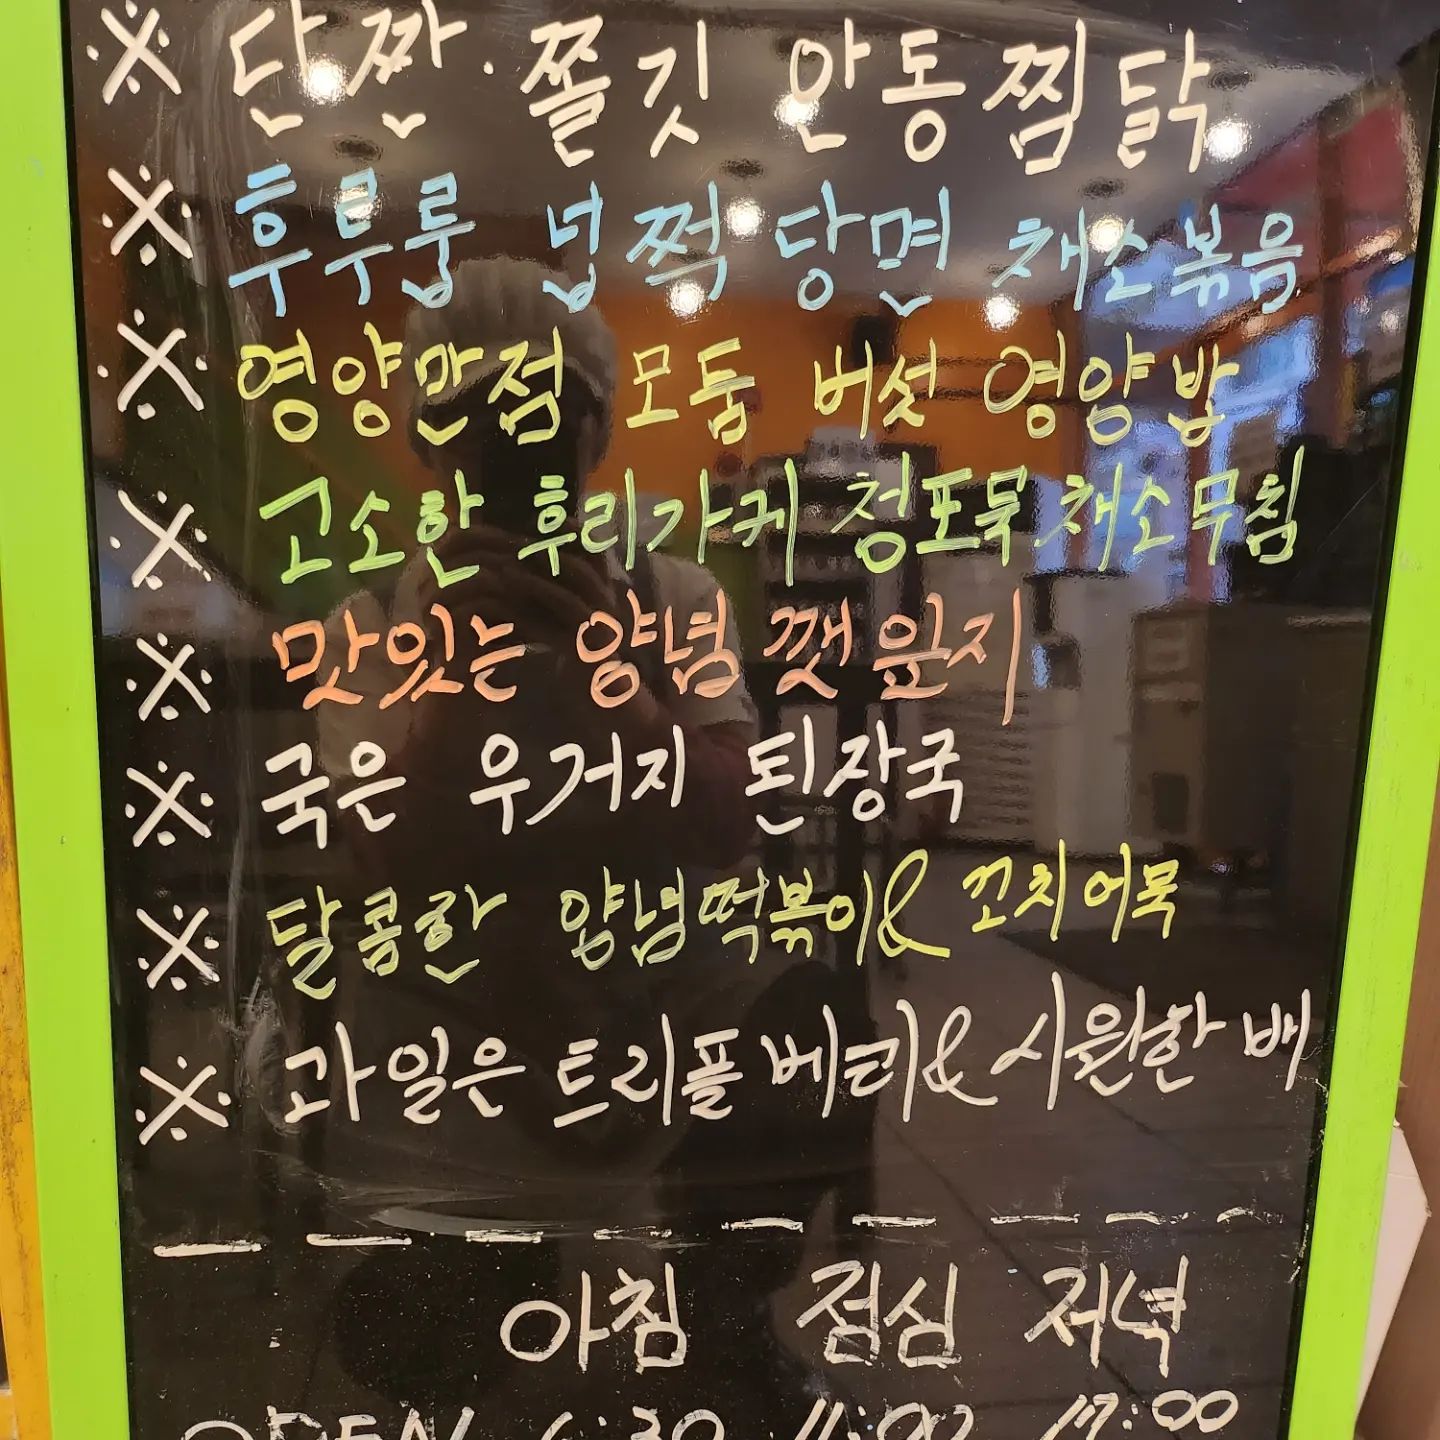 ※ 단짠·쫄깃 안동찜닭
※ 후루룹 넙쩍당면 채소볶음
※ 영양만점 모둠 버섯 영양밥
※ 고소한 후리가케 청포묵채소무침
※ 맛있는 양념깻잎지
※ 국은 우거지 된장국
※ 달콤한 양념떡볶이& 꼬치어묵
※ 과일은 트리플베리&시원한배
아침 점심 저녁
OPEN 6:30 11:00 17:00